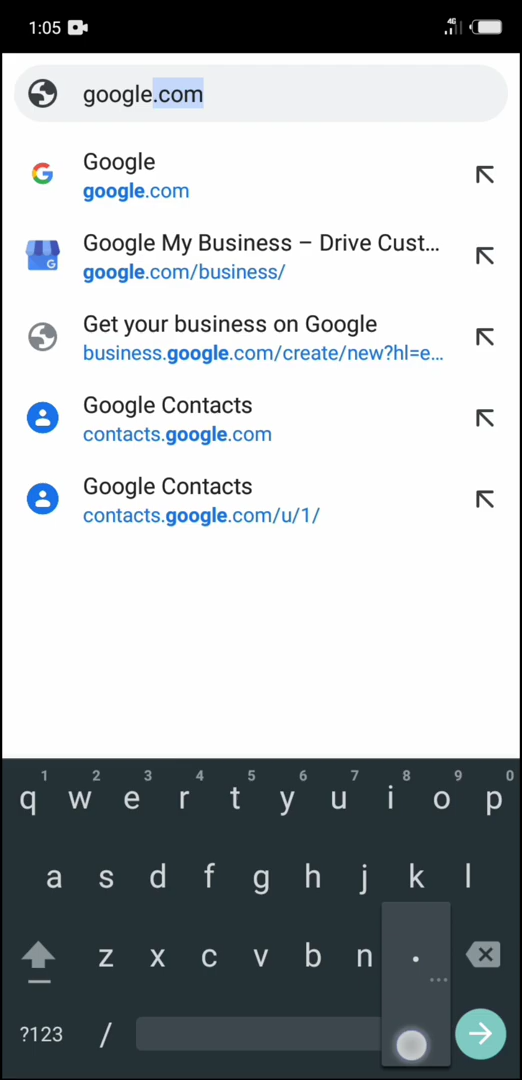 1:05 4G
google.com
Google
google.com
Google My Business – Drive Cust...
google.com/business/
Get your business on Google
business.google.com/create/new?hl=e...
Google Contacts
contacts.google.com
Google Contacts
contacts.google.com/u/1/
1 2 3 4 5 6 7 8 9 0
q w e r t y u i o p
a s d f g h j k l
z x c v b n .
?123 /